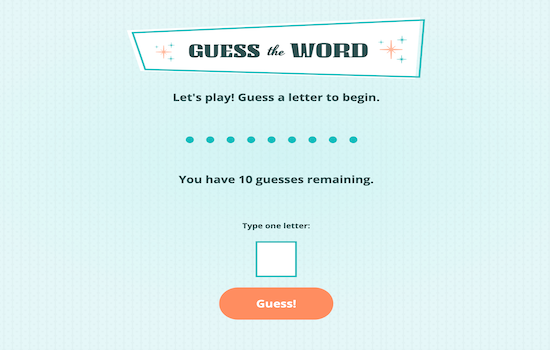 GUESS the WORD
Let's play! Guess a letter to begin.
●●●●●●●●●
You have 10 guesses remaining.
Type one letter:
Guess!